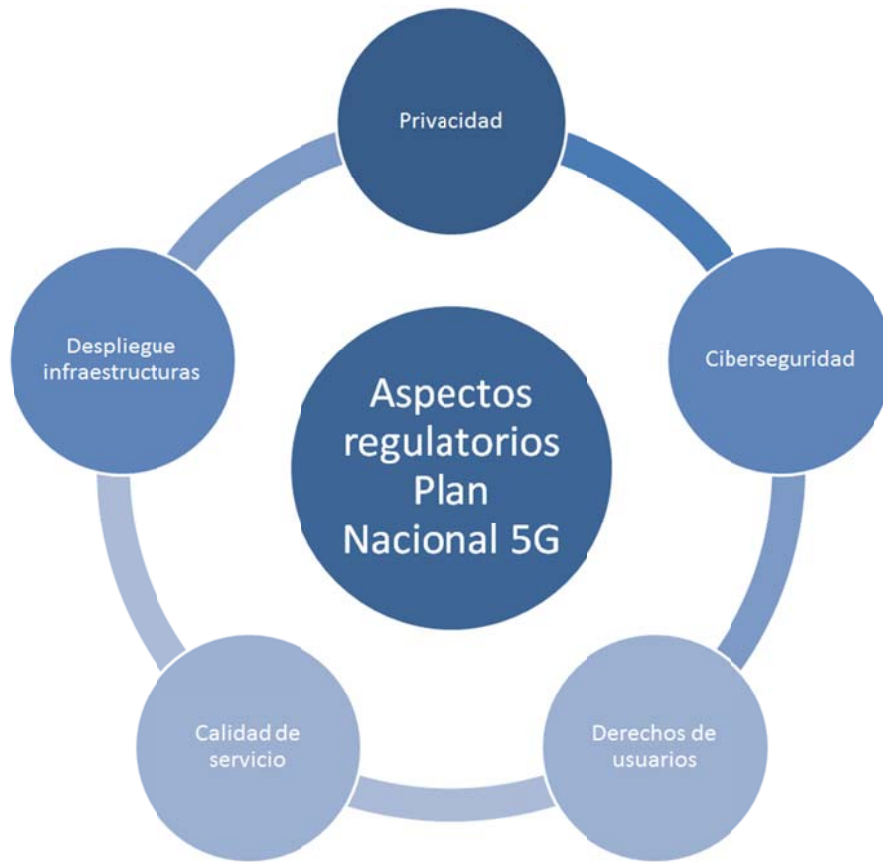 Privacidad
Despliegue
infraestructuras
Ciberseguridad
Aspectos
regulatorios
Plan
Nacional 5G
Calidad de
servicio
Derechos de
usuarios